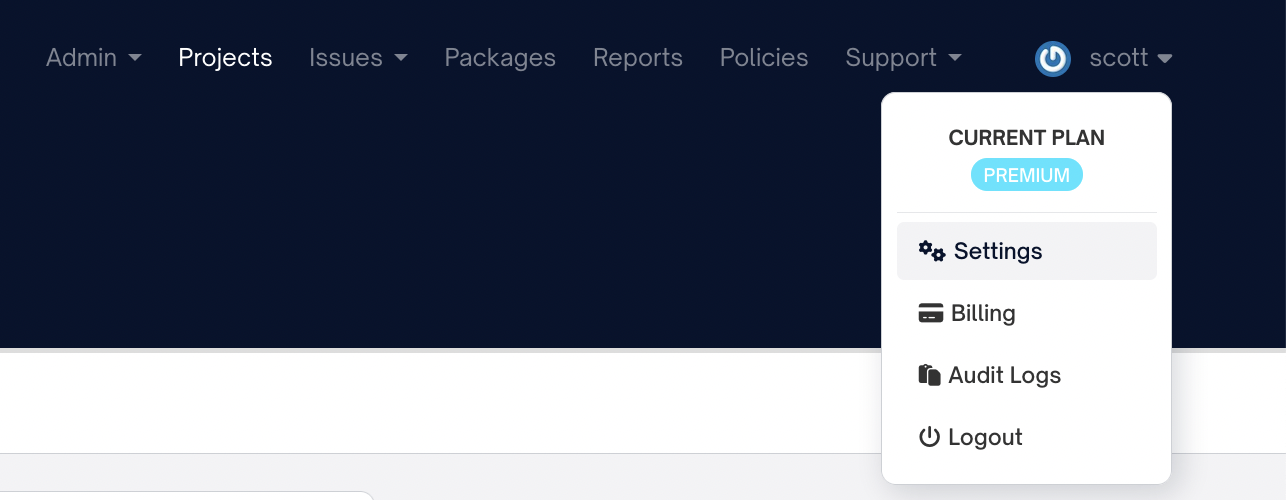 Admin Projects Issues Packages Reports Policies Support scott
CURRENT PLAN
PREMIUM
Settings
Billing
Audit Logs
Logout